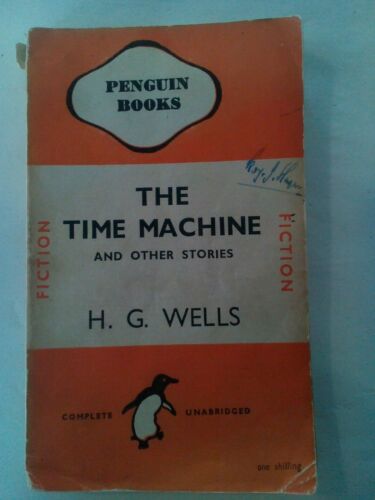 PENGUIN
BOOKS
THE
TIME MACHINE
AND OTHER STORIES
FICTION
FICTION
H. G. WELLS
COMPLETE UNABRIDGED
one shilling